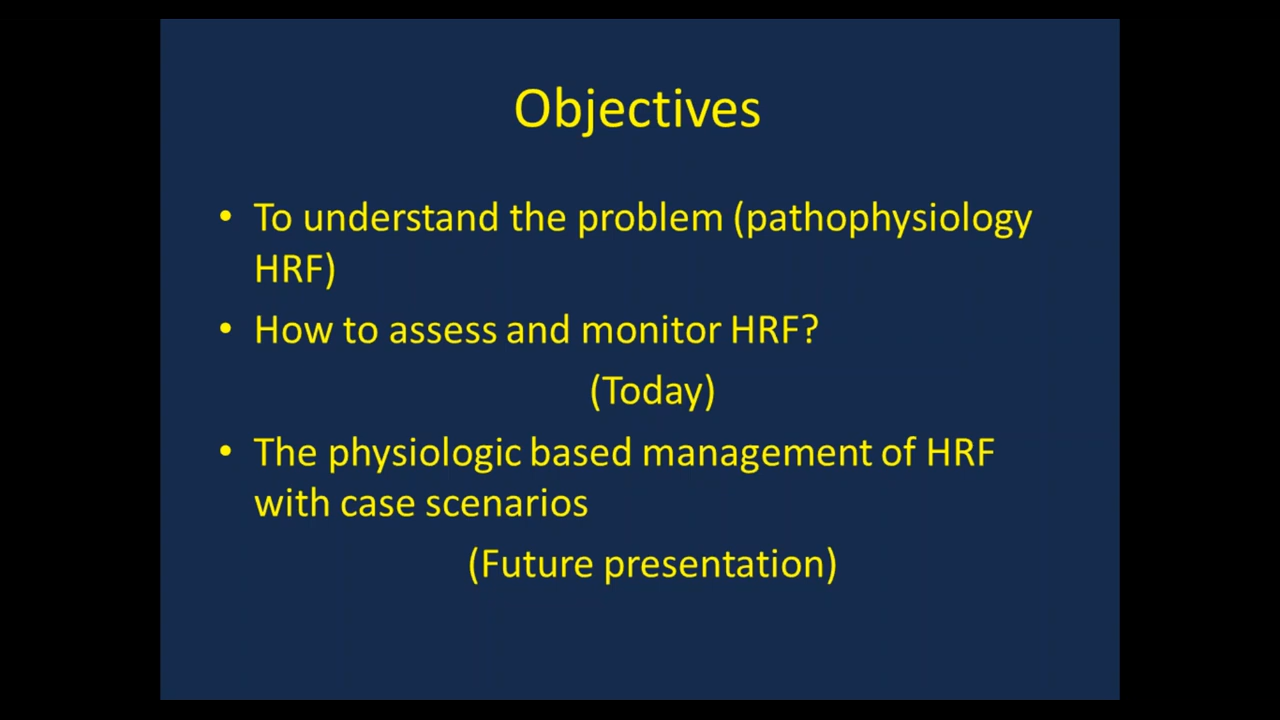 Objectives
• To understand the problem (pathophysiology
HRF)
• How to assess and monitor HRF?
(Today)
• The physiologic based management of HRF
with case scenarios
(Future presentation)